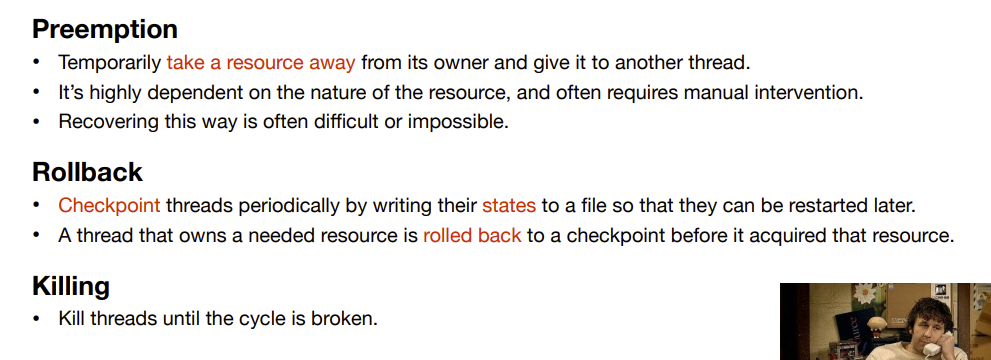 Preemption
• Temporarily take a resource away from its owner and give it to another thread.
• It’s highly dependent on the nature of the resource, and often requires manual intervention.
• Recovering this way is often difficult or impossible.
Rollback
• Checkpoint threads periodically by writing their states to a file so that they can be restarted later.
• A thread that owns a needed resource is rolled back to a checkpoint before it acquired that resource.
Killing
• Kill threads until the cycle is broken.